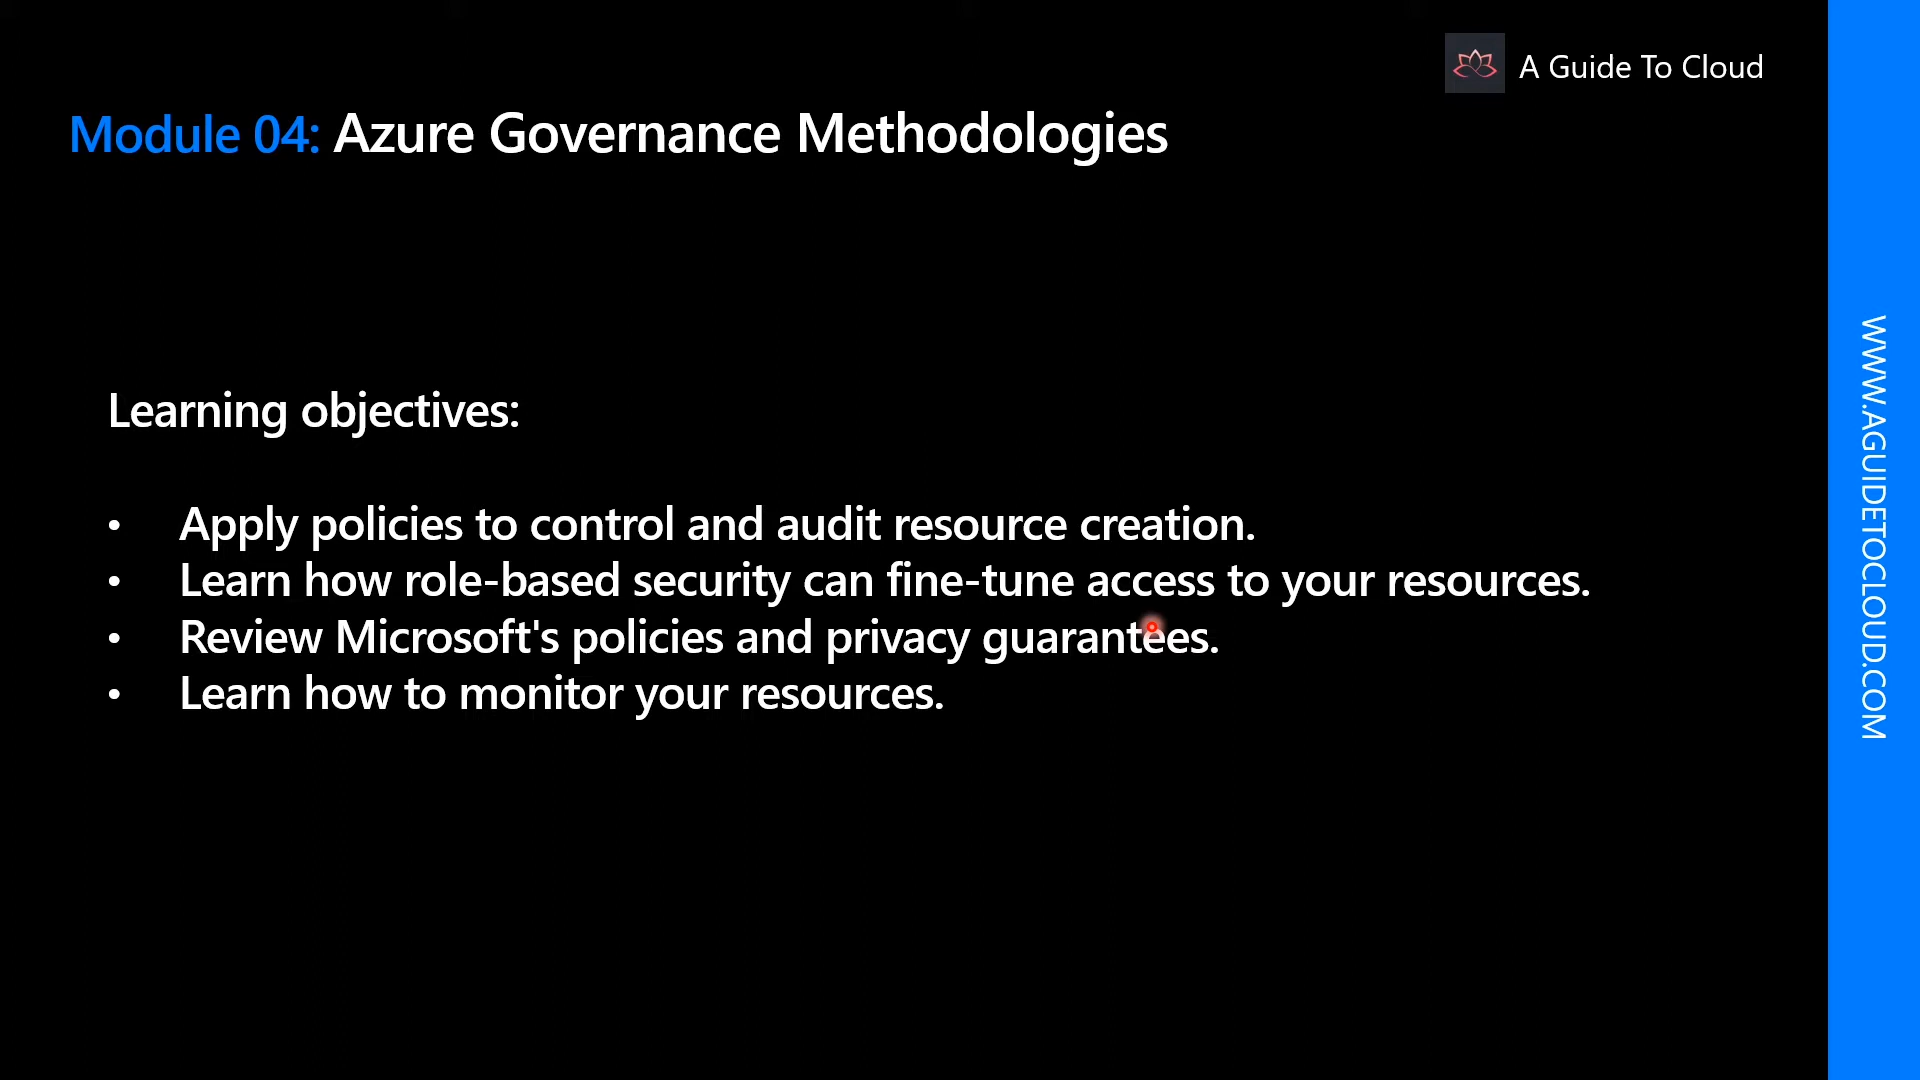 A Guide To Cloud
Module 04: Azure Governance Methodologies
Learning objectives:
• Apply policies to control and audit resource creation.
• Learn how role-based security can fine-tune access to your resources.
• Review Microsoft's policies and privacy guarantees.
• Learn how to monitor your resources.
WWW.AGUIDETOCLOUD.COM